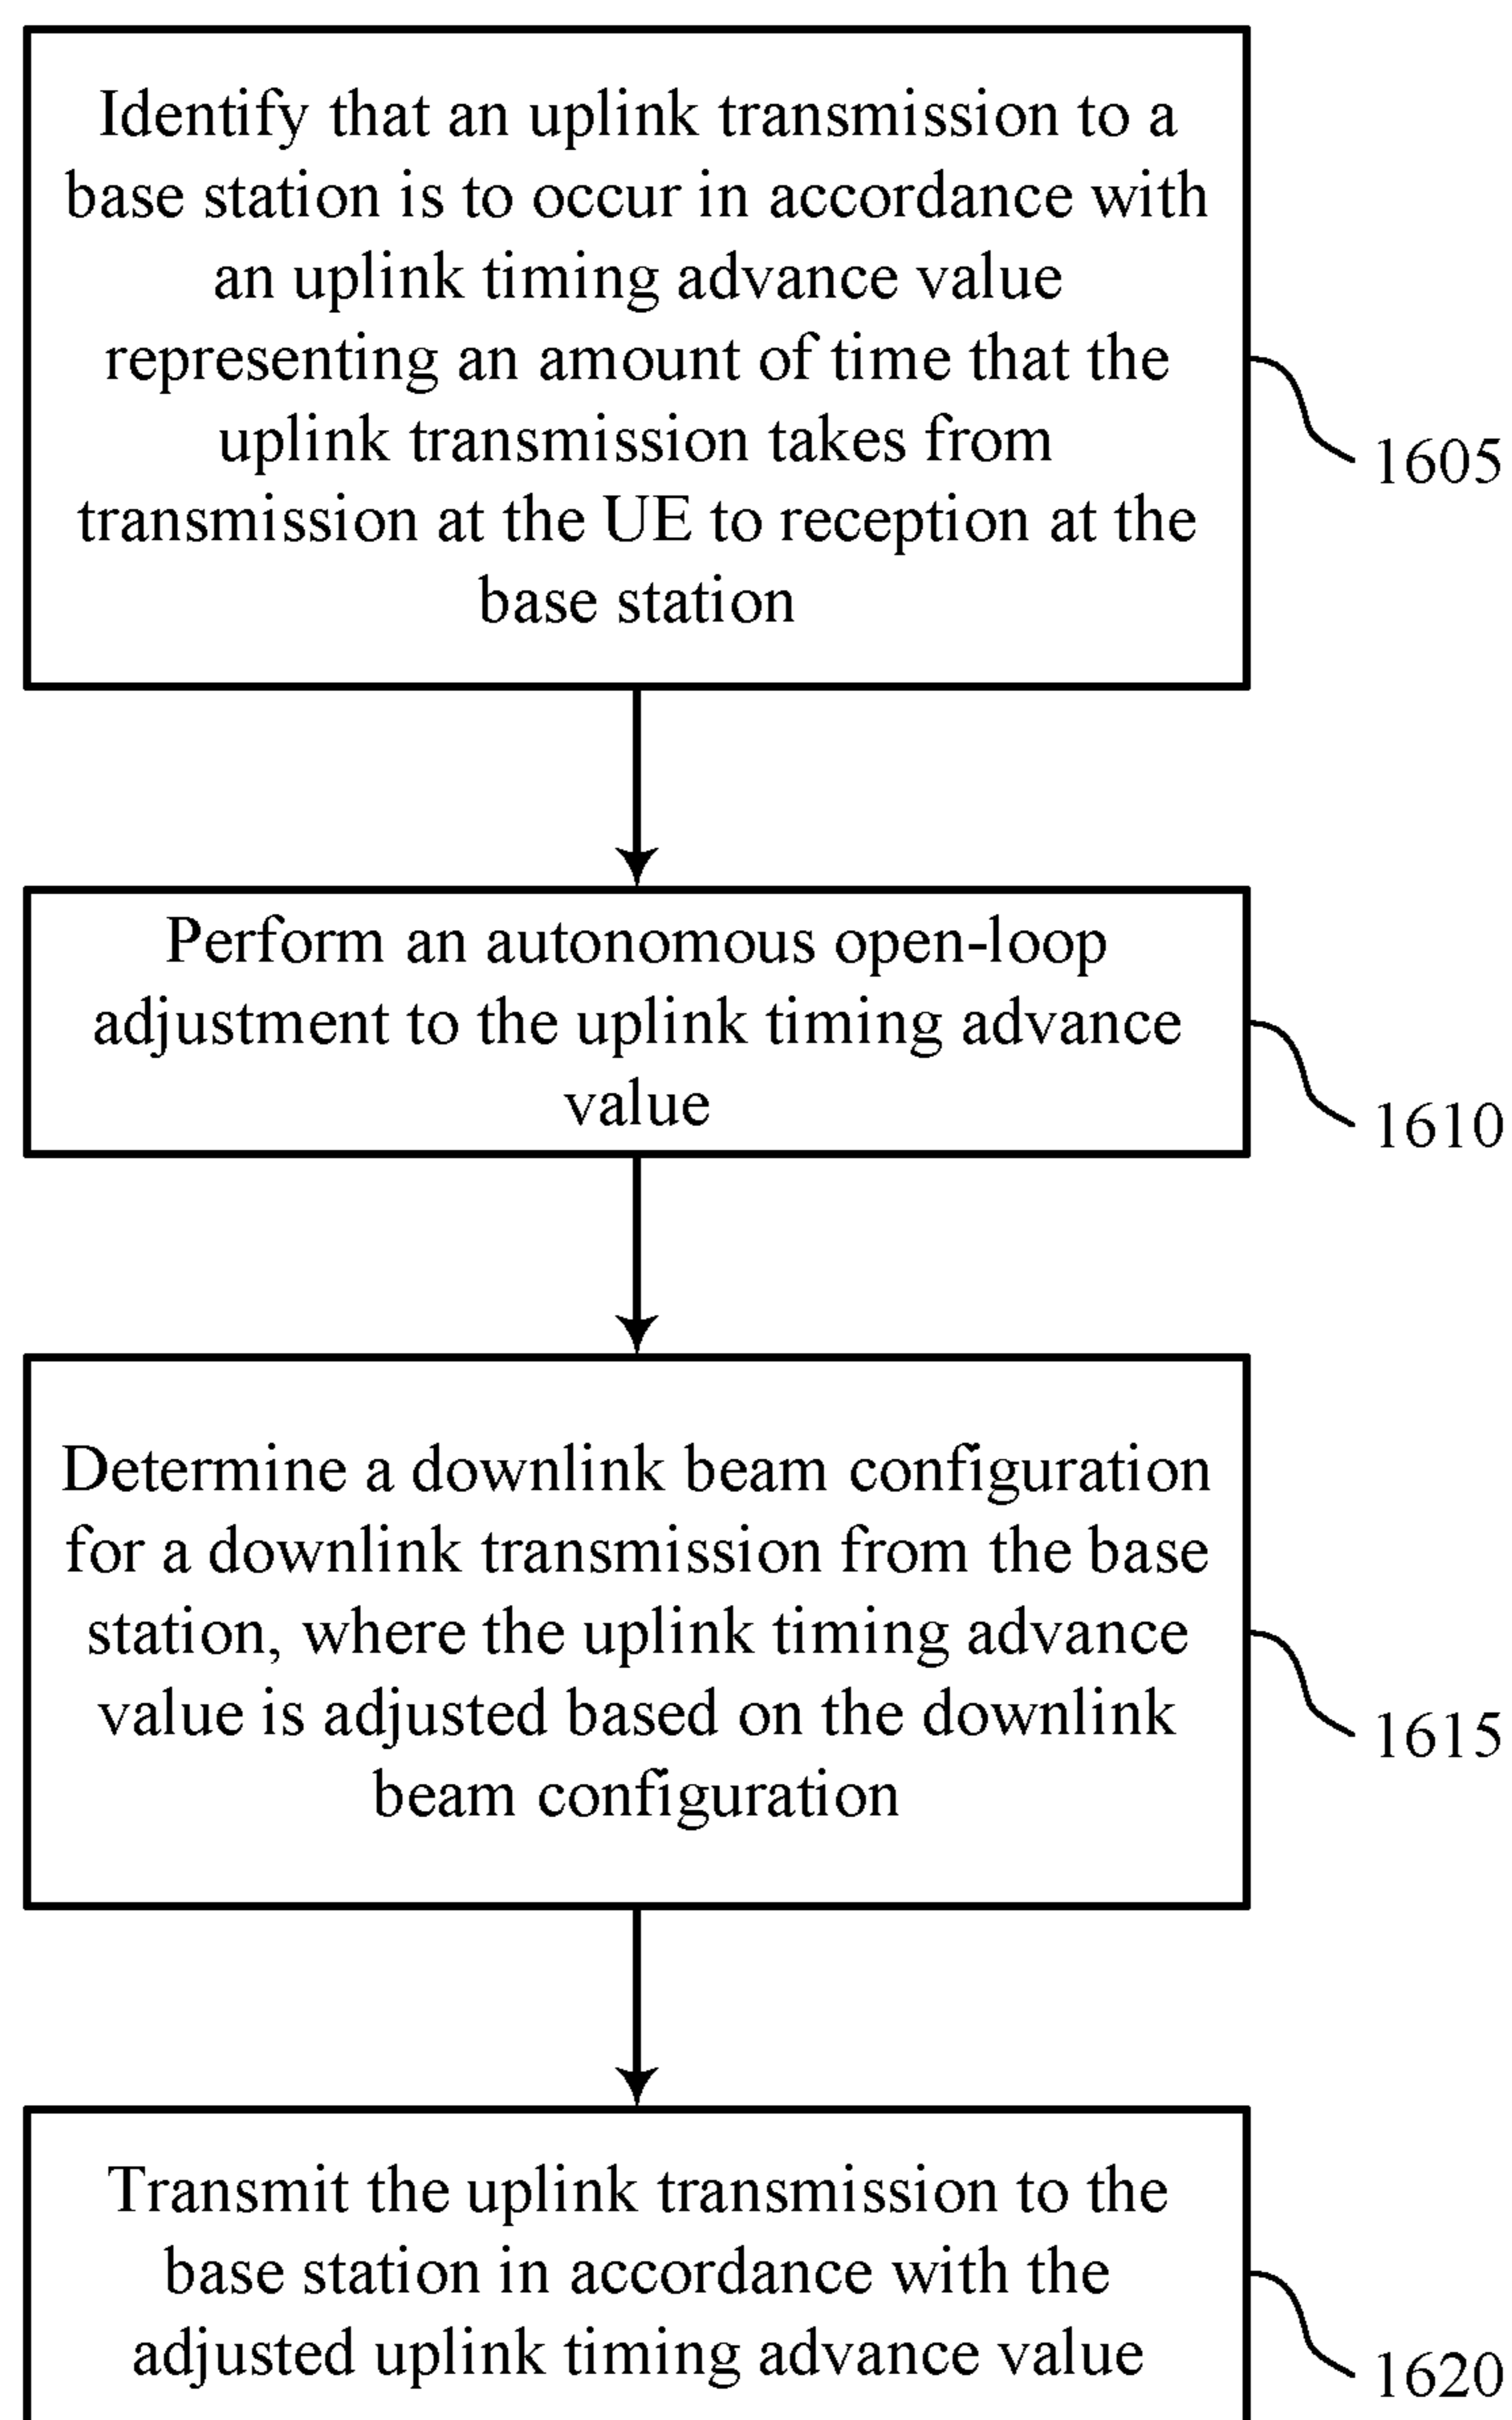 Identify that an uplink transmission to a
base station is to occur in accordance with
an uplink timing advance value
representing an amount of time that the
uplink transmission takes from
transmission at the UE to reception at the
base station
1605
Perform an autonomous open-loop
adjustment to the uplink timing advance
value
1610
Determine a downlink beam configuration
for a downlink transmission from the base
station, where the uplink timing advance
value is adjusted based on the downlink
beam configuration
1615
Transmit the uplink transmission to the
base station in accordance with the
adjusted uplink timing advance value
1620